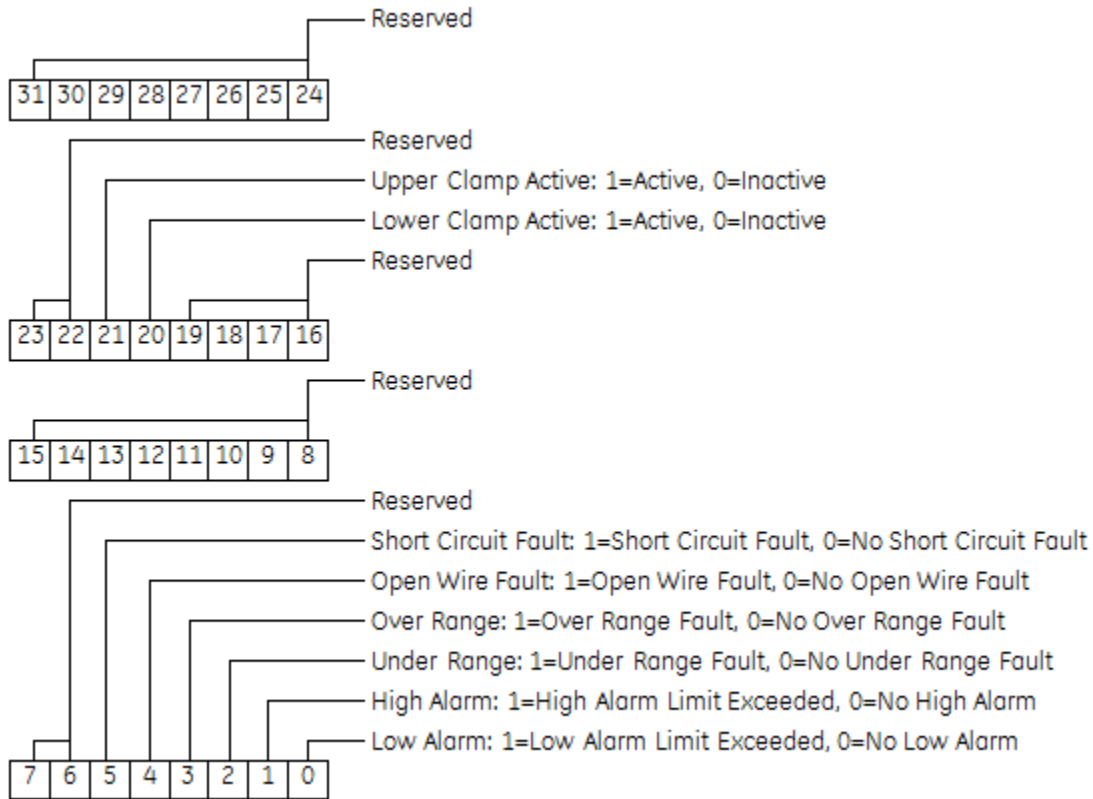 Reserved
31 30 29 28 27 26 25 24
Reserved
Upper Clamp Active: 1=Active, 0=Inactive
Lower Clamp Active: 1=Active, 0=Inactive
Reserved
23 22 21 20 19 18 17 16
Reserved
15 14 13 12 11 10 9 8
Reserved
Short Circuit Fault: 1=Short Circuit Fault, 0=No Short Circuit Fault
Open Wire Fault: 1=Open Wire Fault, 0=No Open Wire Fault
Over Range: 1=Over Range Fault, 0=No Over Range Fault
Under Range: 1=Under Range Fault, 0=No Under Range Fault
High Alarm: 1=High Alarm Limit Exceeded, 0=No High Alarm
Low Alarm: 1=Low Alarm Limit Exceeded, 0=No Low Alarm
7 6 5 4 3 2 1 0